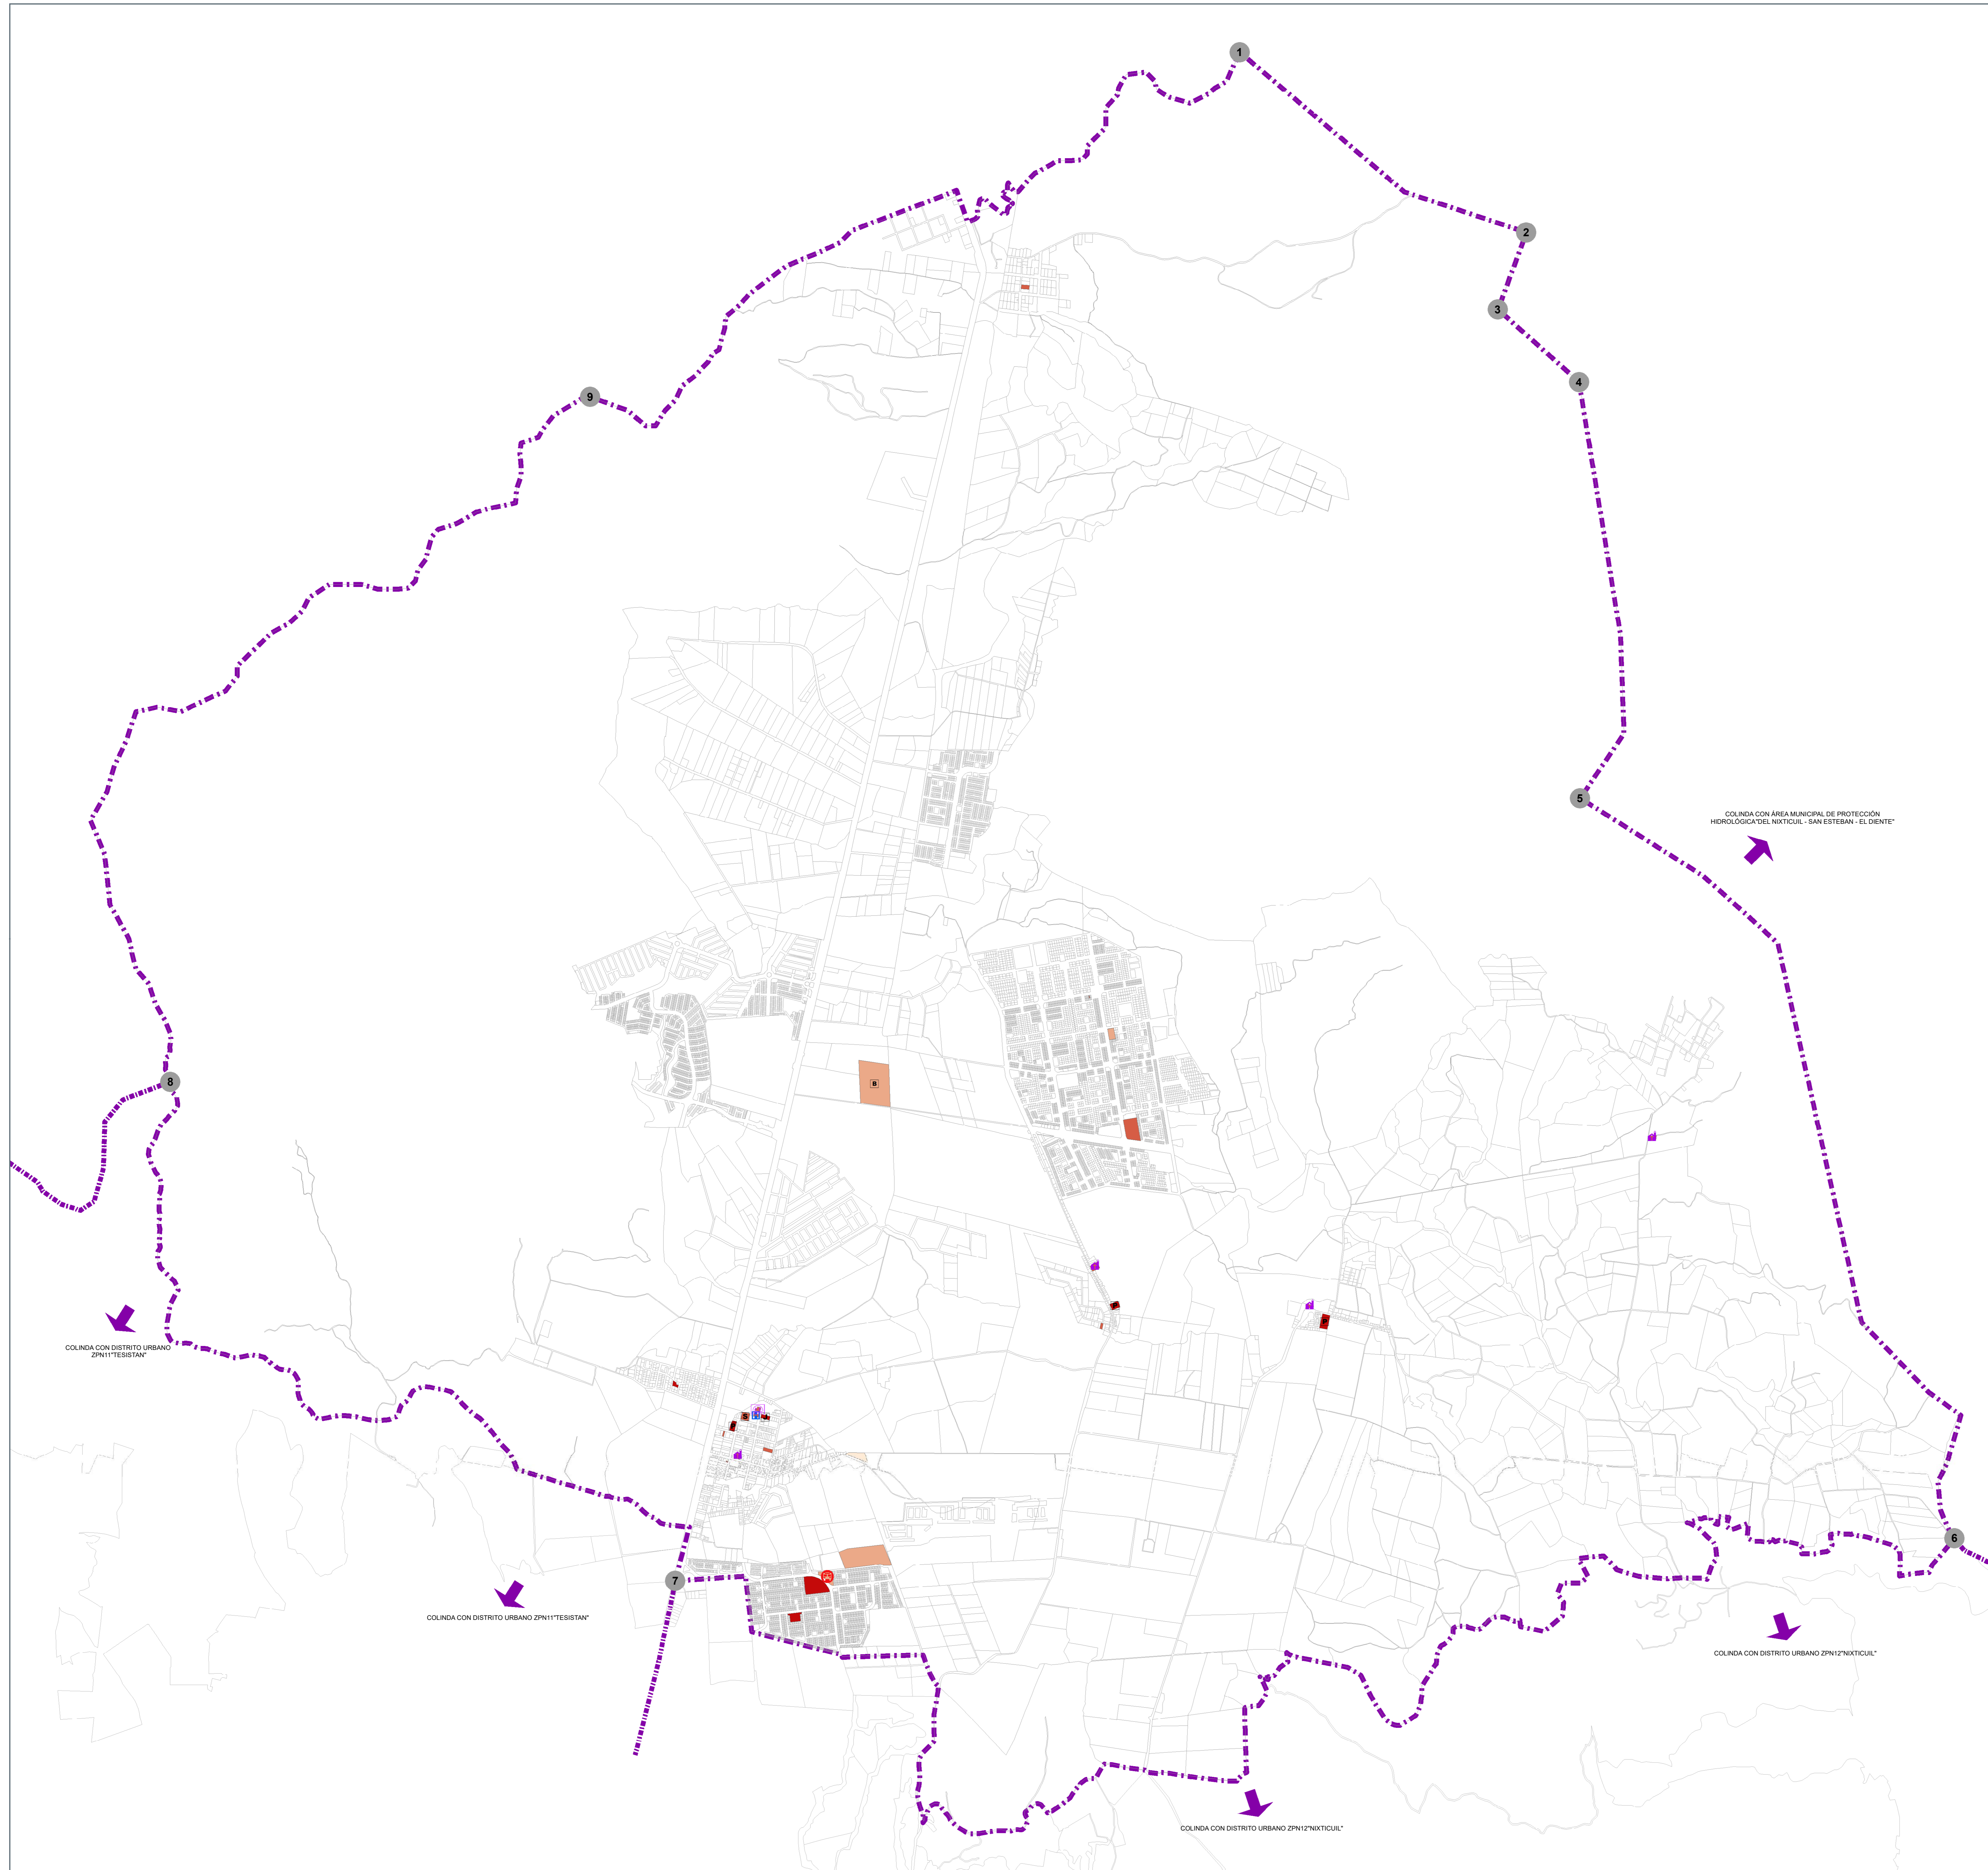 1
2
3
4
9
5
COLINDA CON ÁREA MUNICIPAL DE PROTECCIÓN
HIDROLÓGICA"DEL NIXTICUIL - SAN ESTEBAN - EL DIENTE"
8
B
COLINDA CON DISTRITO URBANO
ZPN11"TESISTAN"
S
6
7
COLINDA CON DISTRITO URBANO ZPN11"TESISTAN"
COLINDA CON DISTRITO URBANO ZPN12"NIXTICUIL"
COLINDA CON DISTRITO URBANO ZPN12"NIXTICUIL"